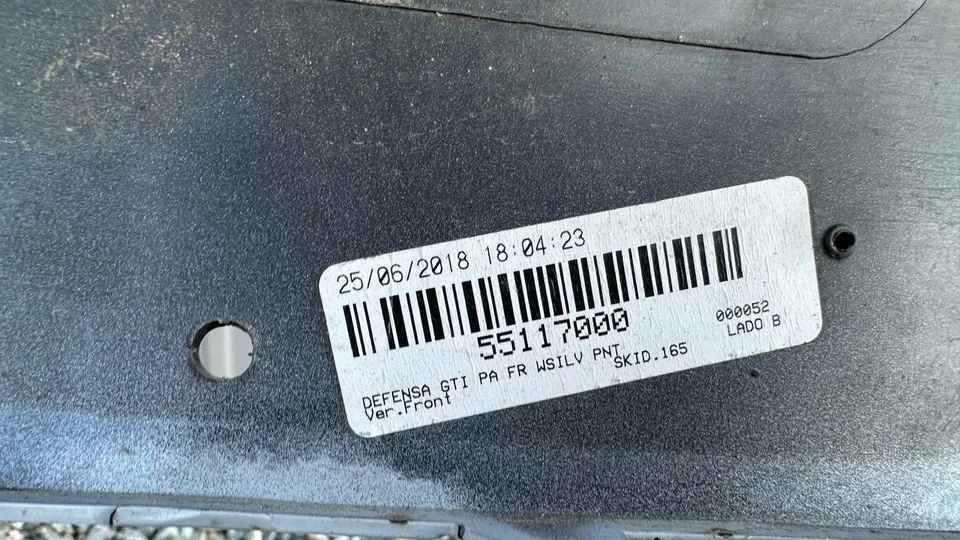 25/06/2018 18:04:23
55117000
000052
LADO B
DEFENSA GTI PA FR WSILV PNT
SKID.165
Ver.Front